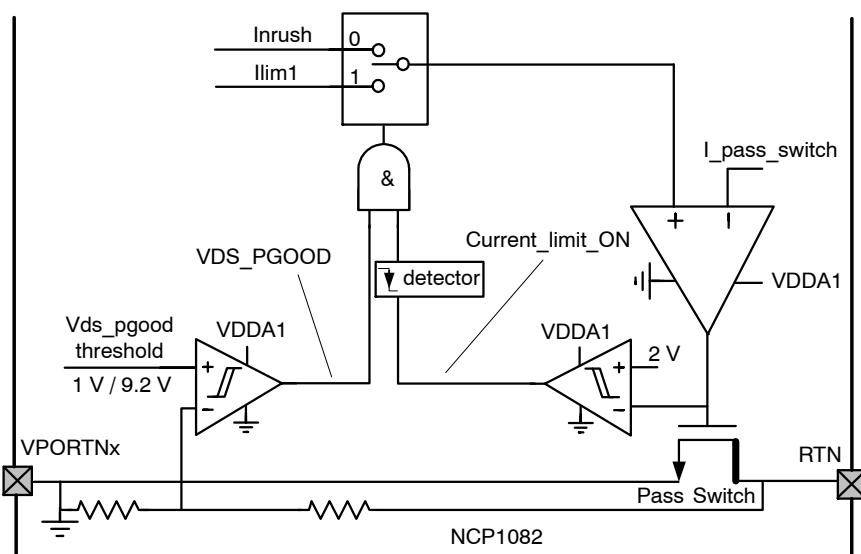 Inrush
0
Ilim1
1
I_pass_switch
&
+
−
Current_limit_ON
VDS_PGOOD
detector
VDDA1
Vds_pgood
threshold
VDDA1
VDDA1
+
2 V
+
1 V / 9.2 V
−
−
VPORTNx
RTN
Pass Switch
NCP1082